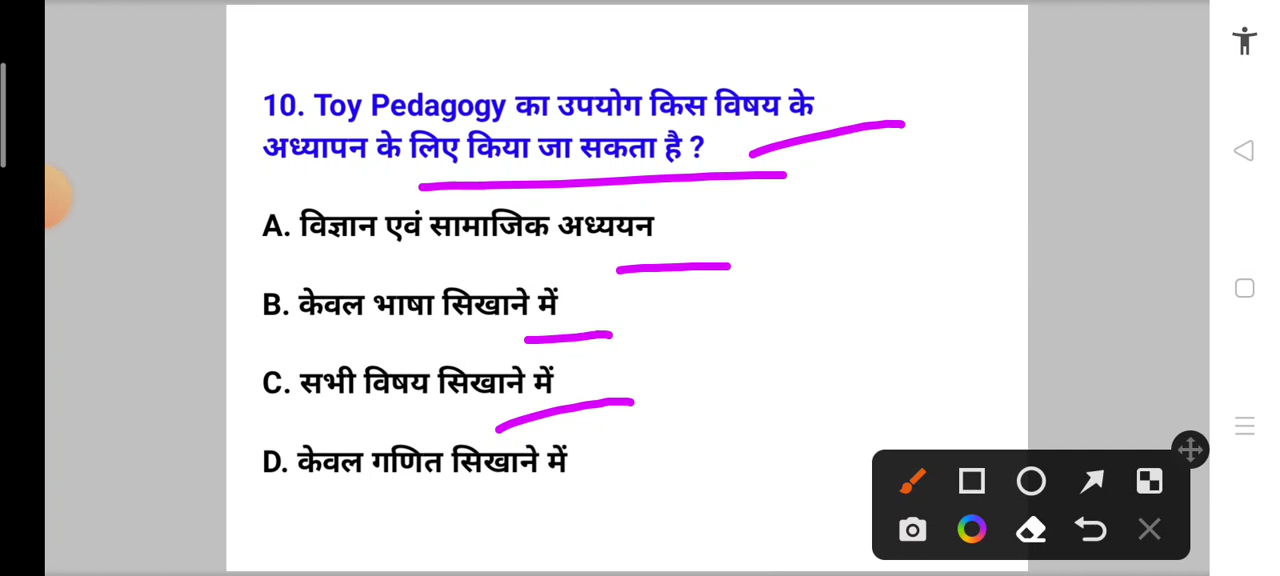 10. Toy Pedagogy का उपयोग किस विषय के
अध्यापन के लिए किया जा सकता है ?
A. विज्ञान एवं सामाजिक अध्ययन
B. केवल भाषा सिखाने में
C. सभी विषय सिखाने में
D. केवल गणित सिखाने में